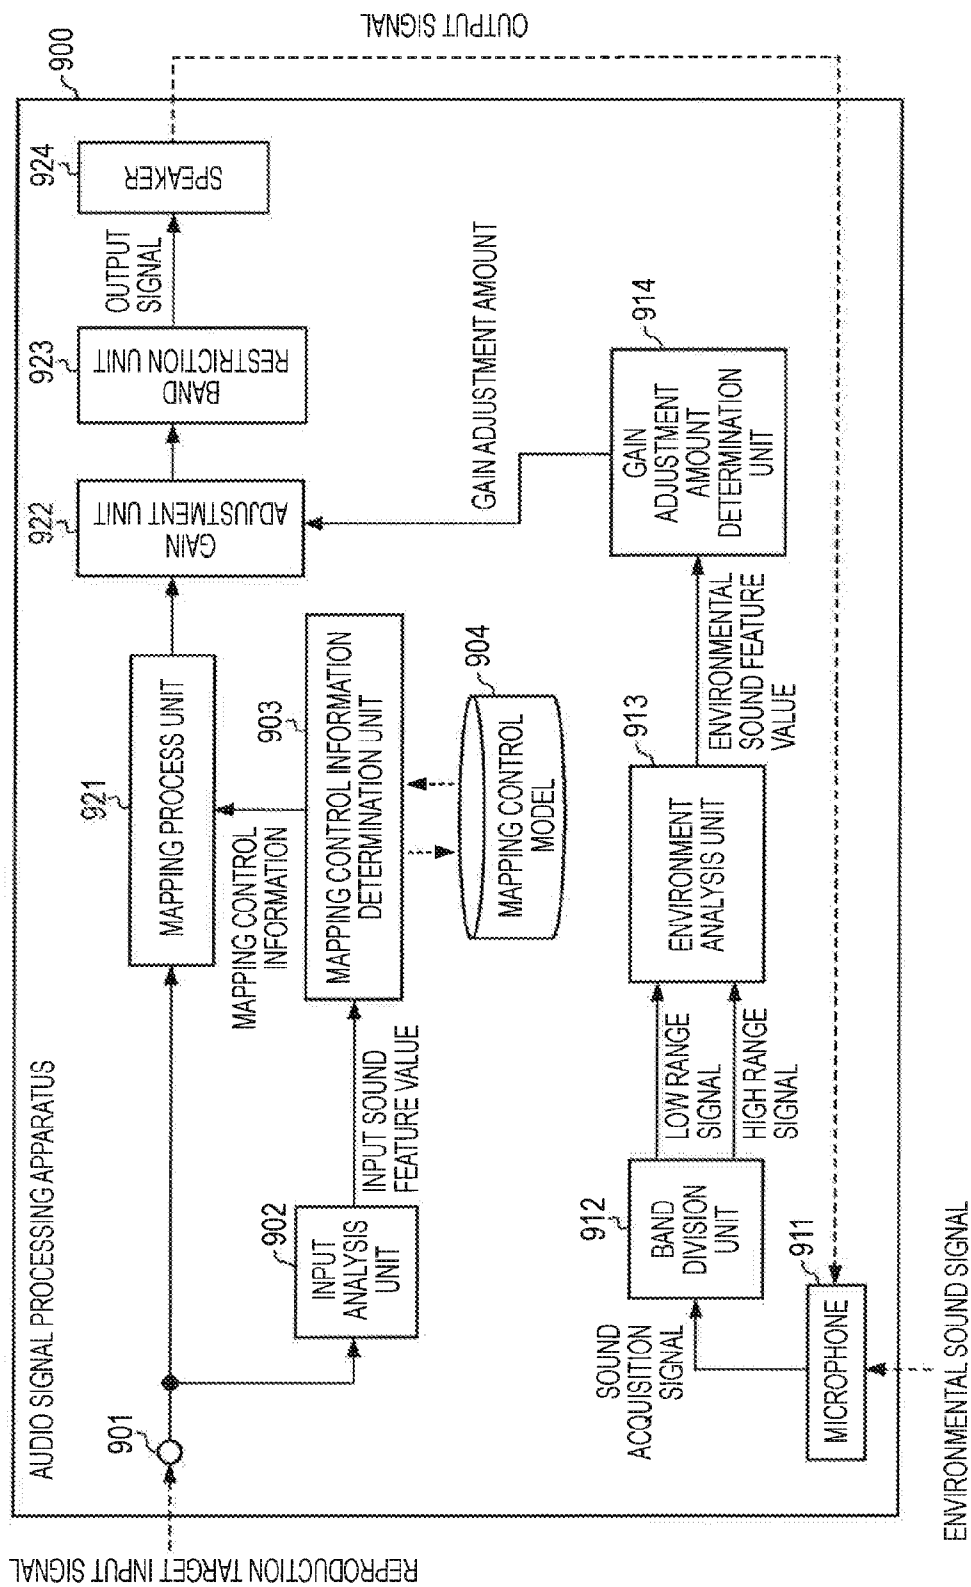 AUDIO SIGNAL PROCESSING APPARATUS
900
REPRODUCTION TARGET INPUT SIGNAL
901
921
MAPPING PROCESS UNIT
922
GAIN
ADJUSTMENT UNIT
923
BAND
RESTRICTION UNIT
OUTPUT
SIGNAL
924
SPEAKER
OUTPUT SIGNAL
902
INPUT
ANALYSIS
UNIT
INPUT SOUND
FEATURE VALUE
MAPPING CONTROL
INFORMATION
903
MAPPING CONTROL INFORMATION
DETERMINATION UNIT
904
MAPPING CONTROL
MODEL
GAIN ADJUSTMENT AMOUNT
SOUND
ACQUISITION
SIGNAL
912
BAND
DIVISION
UNIT
LOW RANGE
SIGNAL
HIGH RANGE
SIGNAL
913
ENVIRONMENT
ANALYSIS UNIT
ENVIRONMENTAL
SOUND FEATURE
VALUE
914
GAIN
ADJUSTMENT
AMOUNT
DETERMINATION
UNIT
911
MICROPHONE
ENVIRONMENTAL SOUND SIGNAL